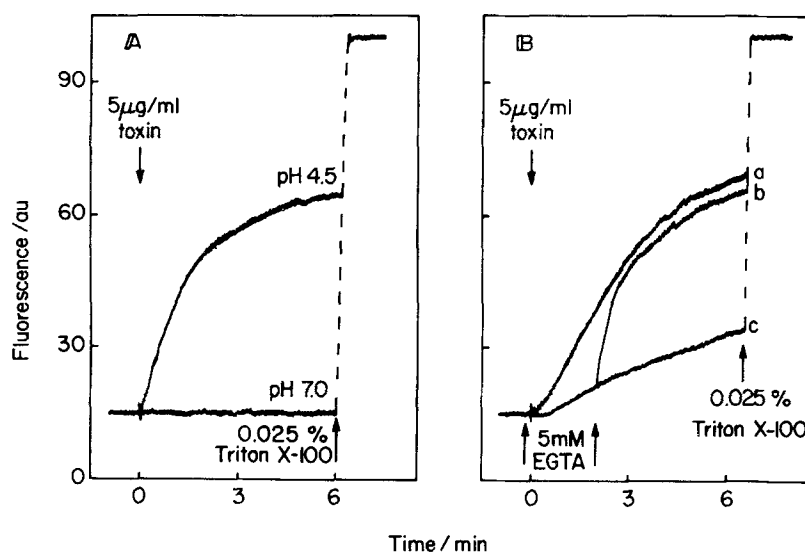 A
90
60
30
0
Fluorescence /au
5μg/ml
toxin
pH 4.5
pH 7.0
0.025 %
Triton X-100
0
3
6
B
5μg/ml
toxin
a
b
c
5mM
EGTA
0.025 %
Triton X-100
0
3
6
Time / min